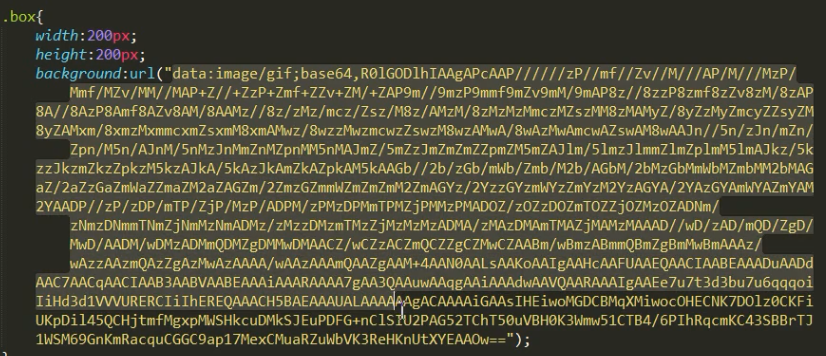 .box{
width:200px;
height:200px;
background:url("data:image/gif;base64,R0lGODlhIAAgAPcAAP//////zP//mf//Zv//M///AP/M///MzP/
Mmf/MZv/MM//MAP+Z//+ZzP+Zmf+ZZv+ZM/+ZAP9m//9mzP9mmf9mZv9mM/9mAP8z//8zzP8zmf8zZv8zM/8zAP
8A//8AzP8Amf8AZv8AM/8AAMz//8z/zMz/mcz/Zsz/M8z/AMzM/8zMzMzMmczMZszMM8zMAMyZ/8yZzMyZmcyZZsyZM
8yZAMxm/8xmzMxmmcxmZsxmM8xmAMwz/8wzzMwzmcwzZswzM8wzAMwA/8wAzMwAmcwAZswAM8wAAJn//5n/zJn/mZn/
Zpn/M5n/AJnM/5nMzJnMmZnMZpnMM5nMAJmZ/5mZzJmZmZmZZpmZM5mZAJlm/5lmzJlmmZlmZplmM5lmAJkz/5k
zzJkzmZkzZpkzM5kzAJkA/5kAzJkAmZkAZpkAM5kAAGb//2b/zGb/mWb/Zmb/M2b/AGbM/2bMzGbMmWbMZmbMM2bMAG
aZ/2aZzGaZmWaZZmaZM2aZAGZm/2ZmzGZmmWZmZmZmM2ZmAGYz/2YzzGYzmWYzZmYzM2YzAGYA/2YAzGYAmWYAZmYAM
2YAADP//zP/zDP/mTP/ZjP/MzP/ADPM/zPMzDPMmTPMZjPMMzPMADOZ/zOZzDOZmTOZZjOZMzOZADNm/
zNmzDNmmTNmZjNmMzNmADMz/zMzzDMzmTMzZjMzMzMzADMA/zMAzDMAmTMAZjMAMzMAAAD//wD/zAD/mQD/ZgD/
MwD/AADM/wDMzADMmQDMZgDMMwDMAACZ/wCZzACZmQCZZgCZMwCZAABm/wBmzABmmQBmZgBmMwBmAAAz/
wAzzAAzmQAzZgAzMwAzAAAA/wAAzAAAmQAAZgAAM+4AAN0AALsAAKoAAIgAAHcAAFUAAEQAACIAABEAAADuAADd
AAC7AACqAACIAAB3AABVAABEAAAiAAARAAAA7gAA3QAAuwAAqgAAiAAAdwAAVQAARAAAIgAAEe7u7t3d3bu7u6qqqoi
IiHd3d1VVVURERCIiIhEREQAAACH5BAEAAAUALAAAAAAgACAAAAiGAAsIHEiwoMGDCBMqXMiwocOHECNK7DOlz0CKFi
UKpDil45QCHjtmfMgxpMWSHkcuDMkSJEuPDFG+nClSIU2PAG52TChT50uVBH0K3Wmw51CTB4/6PIhRqcmKC43SBBrTJ
1WSM69GnKmRacquCGGC9ap17MexCMuaRZuWbVK3ReHKnUtXYEAAOw==");